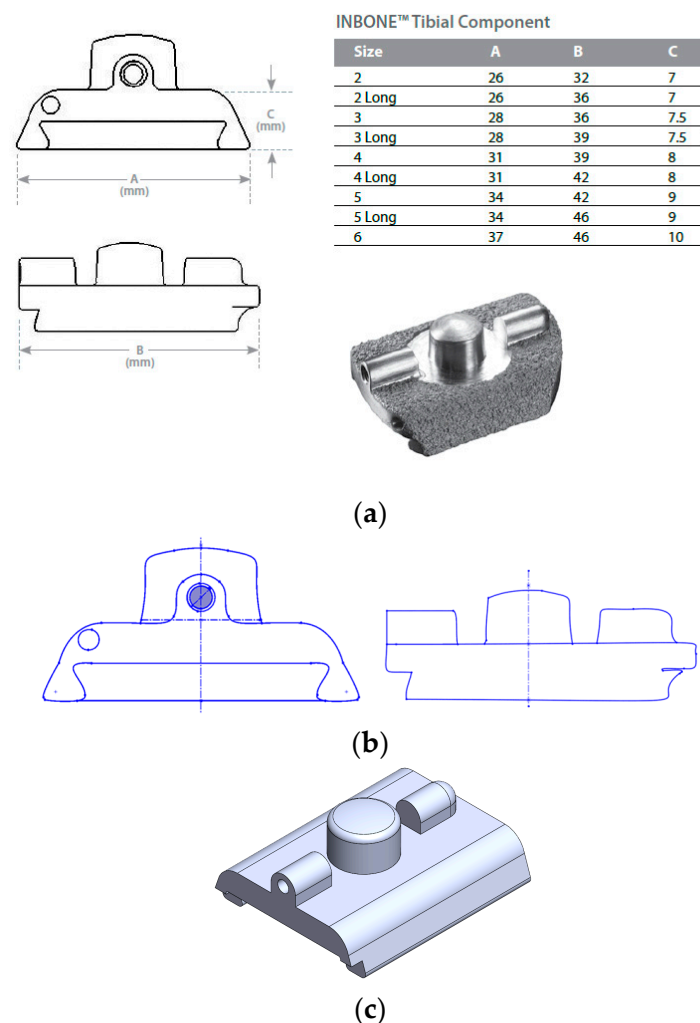 INBONE™ Tibial Component
Size A B C
2 26 32 7
2 Long 26 36 7
3 28 36 7.5
3 Long 28 39 7.5
4 31 39 8
4 Long 31 42 8
5 34 42 9
5 Long 34 46 9
6 37 46 10
C
(mm)
A
(mm)
B
(mm)
(a)
(b)
(c)